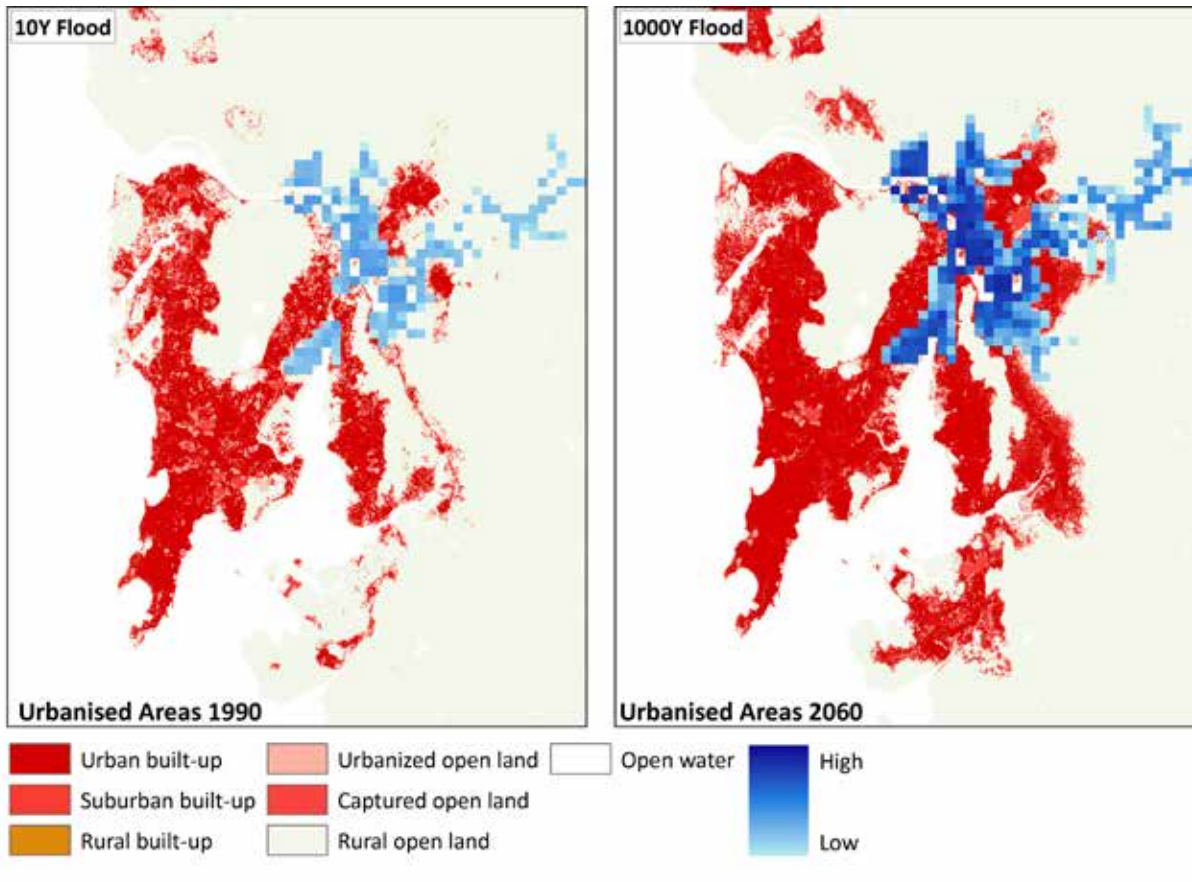 10Y Flood
1000Y Flood
Urbanised Areas 1990
Urbanised Areas 2060
Urban built-up
Urbanized open land
Open water
High
Suburban built-up
Captured open land
Rural built-up
Rural open land
Low